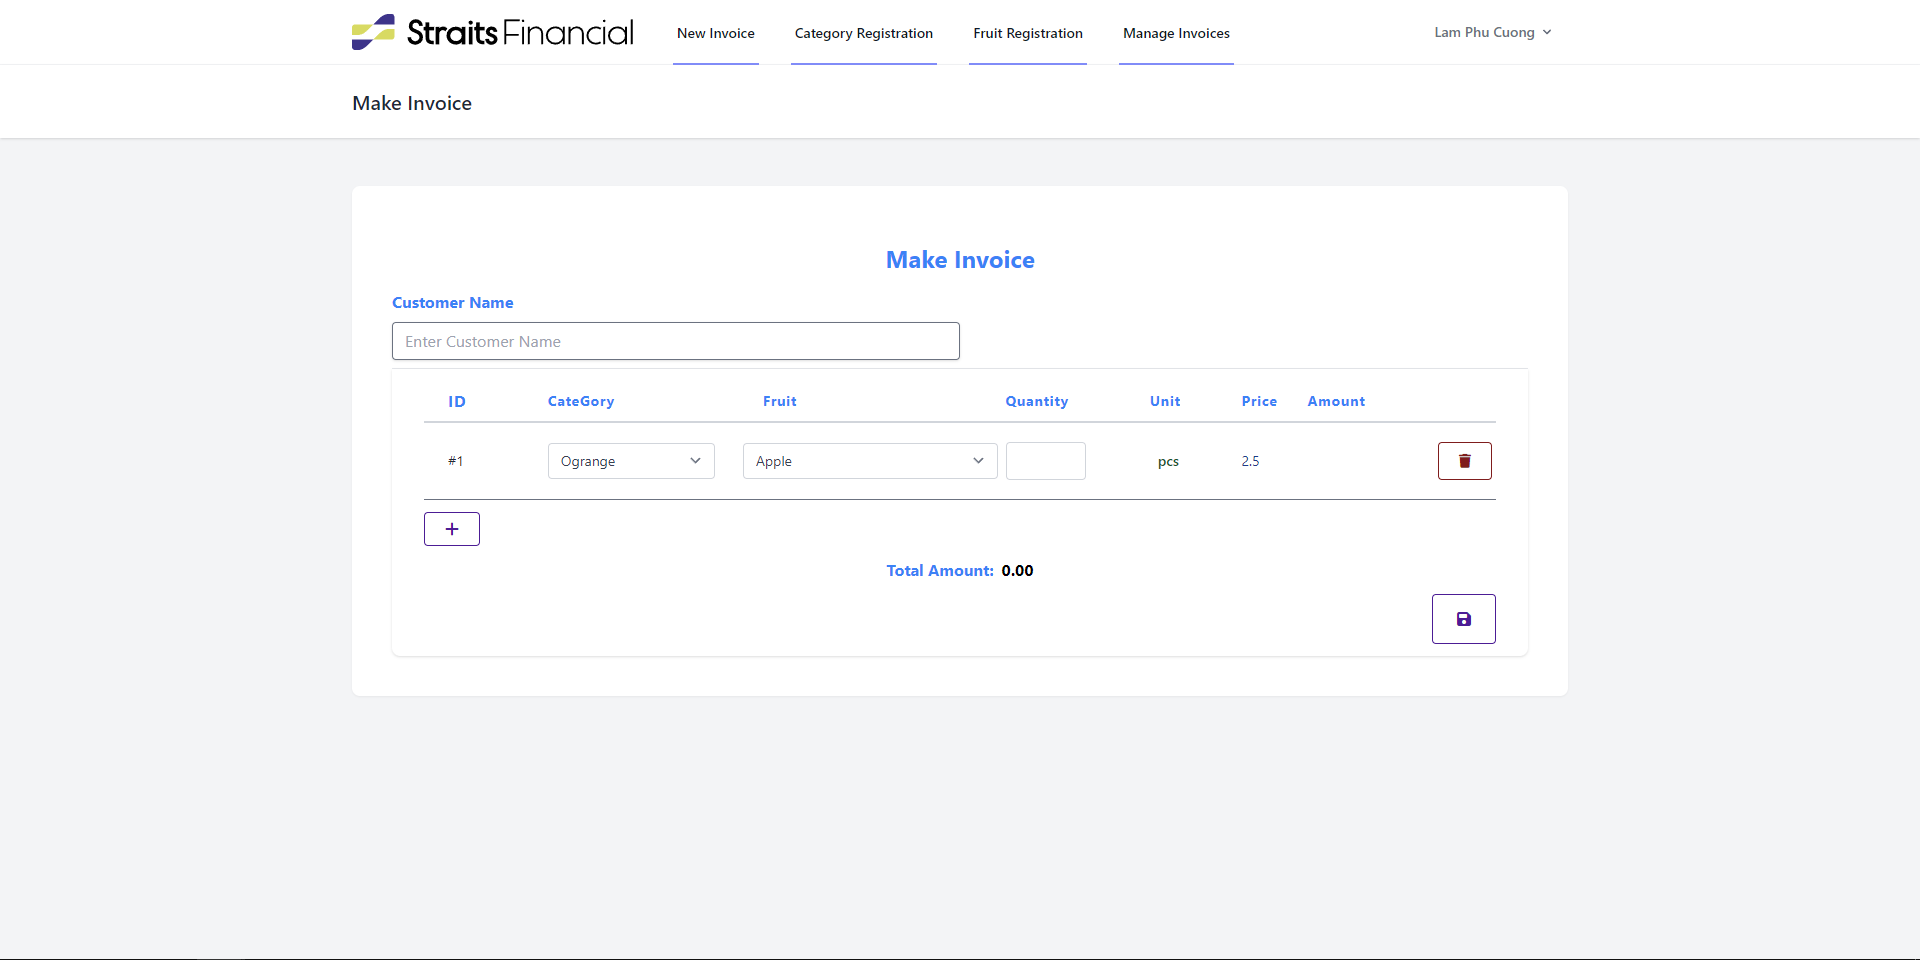 Straits Financial New Invoice Category Registration Fruit Registration Manage Invoices Lam Phu Cuong
Make Invoice
Make Invoice
Customer Name
Enter Customer Name
ID CateGory Fruit Quantity Unit Price Amount
#1 Ogrange Apple pcs 2.5
+
Total Amount: 0.00